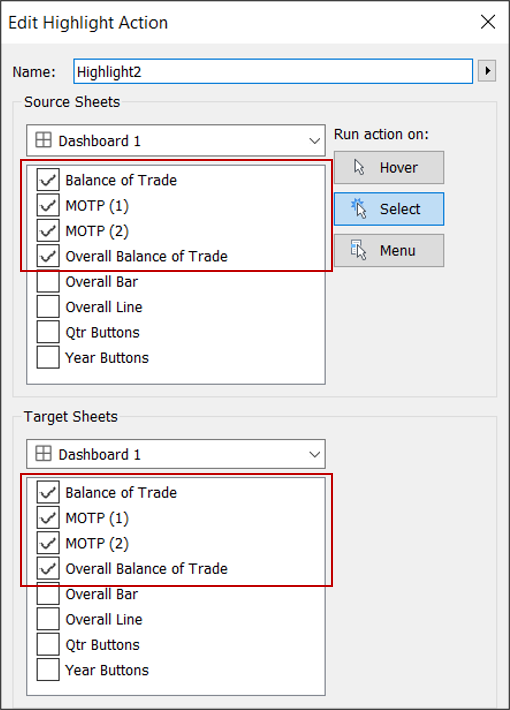 Edit Highlight Action
Name: Highlight2
Source Sheets
Dashboard 1
Run action on:
Balance of Trade
MOTP (1)
MOTP (2)
Overall Balance of Trade
Overall Bar
Overall Line
Qtr Buttons
Year Buttons
Hover
Select
Menu
Target Sheets
Dashboard 1
Balance of Trade
MOTP (1)
MOTP (2)
Overall Balance of Trade
Overall Bar
Overall Line
Qtr Buttons
Year Buttons